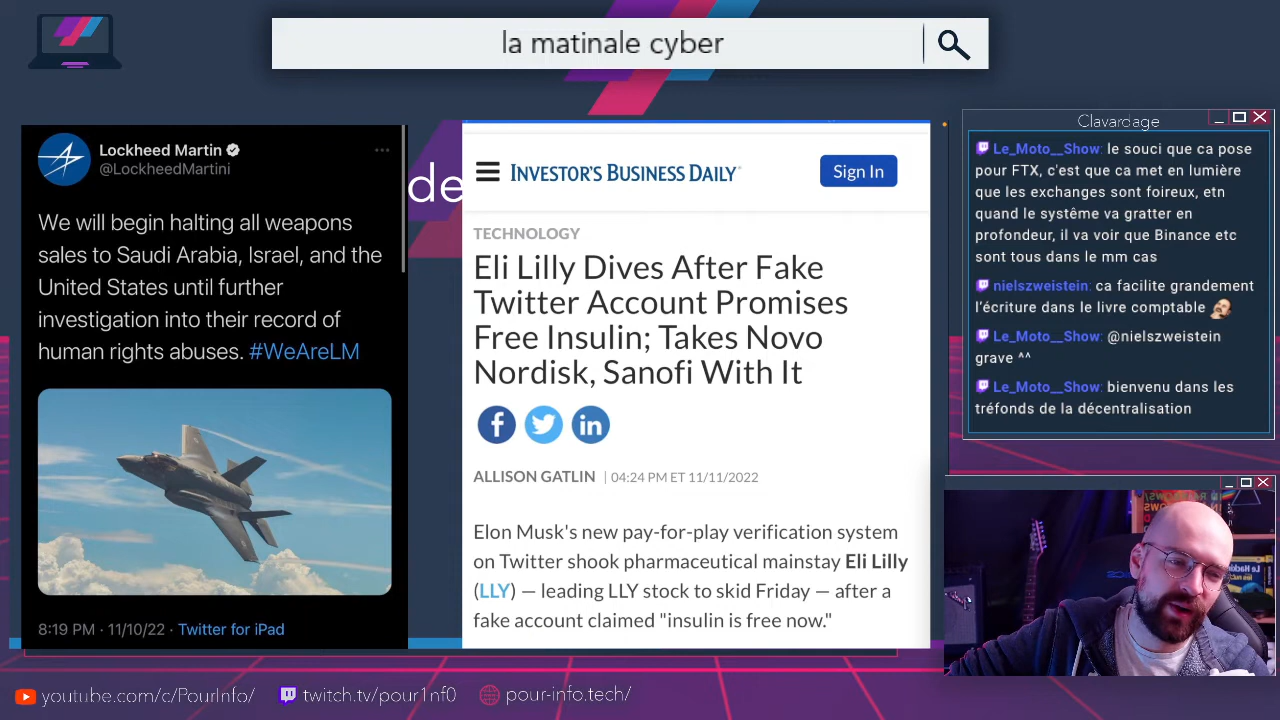 la matinale cyber
Lockheed Martin
@LockheedMartini
We will begin halting all weapons
sales to Saudi Arabia, Israel, and the
United States until further
investigation into their record of
human rights abuses. #WeAreLM
8:19 PM · 11/10/22 · Twitter for iPad
de
INVESTOR'S BUSINESS DAILY
Sign In
TECHNOLOGY
Eli Lilly Dives After Fake
Twitter Account Promises
Free Insulin; Takes Novo
Nordisk, Sanofi With It
ALLISON GATLIN | 04:24 PM ET 11/11/2022
Elon Musk's new pay-for-play verification system
on Twitter shook pharmaceutical mainstay Eli Lilly
(LLY) — leading LLY stock to skid Friday — after a
fake account claimed "insulin is free now."
Clavardage
Le_Moto__Show: le souci que ca pose
pour FTX, c'est que ca met en lumière
que les exchanges sont foireux, etn
quand le systême va gratter en
profondeur, il va voir que Binance etc
sont tous dans le mm cas
nielszweistein: ca facilite grandement
l'écriture dans le livre comptable
Le_Moto__Show: @nielszweistein
grave ^^
Le_Moto__Show: bienvenu dans les
tréfonds de la décentralisation
youtube.com/c/PourInfo/
twitch.tv/pour1nf0
pour-info.tech/